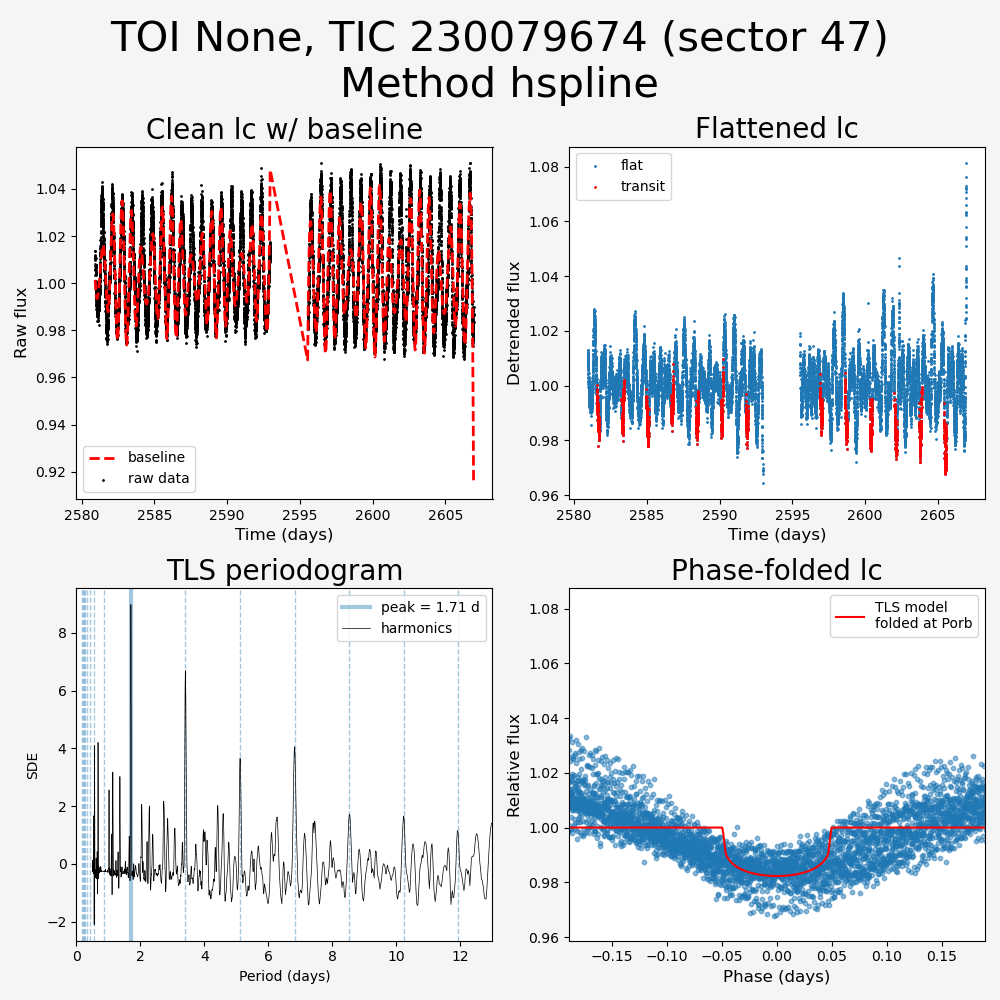 TOI None, TIC 230079674 (sector 47)
Method hspline
Clean lc w/ baseline
Raw flux
1.04
1.02
1.00
0.98
0.96
0.94
0.92
baseline
raw data
2580
2585
2590
2595
2600
2605
Time (days)
Flattened lc
Detrended flux
1.08
1.06
1.04
1.02
1.00
0.98
0.96
flat
transit
2580
2585
2590
2595
2600
2605
Time (days)
TLS periodogram
SDE
8
6
4
2
0
−2
peak = 1.71 d
harmonics
0
2
4
6
8
10
12
Period (days)
Phase-folded lc
Relative flux
1.08
1.06
1.04
1.02
1.00
0.98
0.96
TLS model
folded at Porb
−0.15
−0.10
−0.05
0.00
0.05
0.10
0.15
Phase (days)